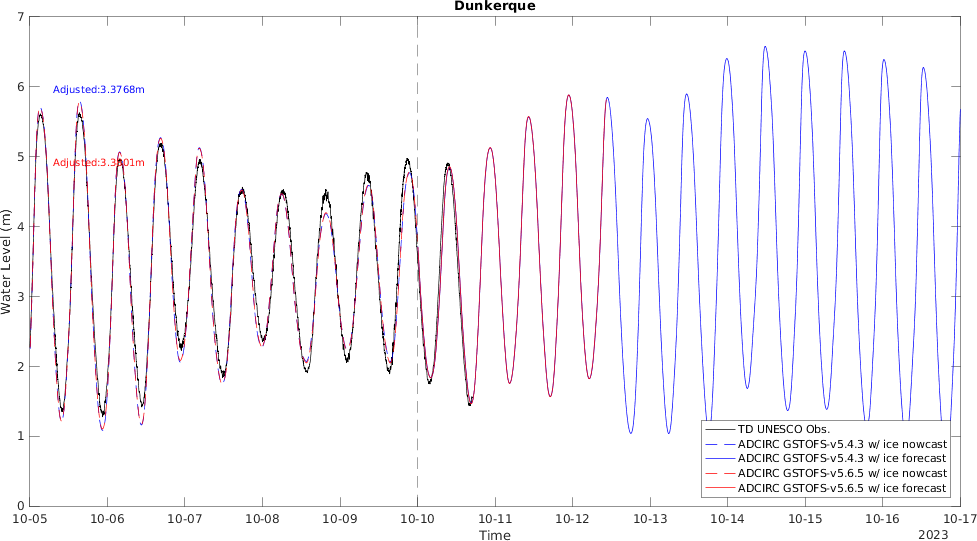 Dunkerque
7
6
5
4
3
2
1
0
Water Level (m)
Adjusted:3.3768m
Adjusted:3.3401m
TD UNESCO Obs.
ADCIRC GSTOFS-v5.4.3 w/ ice nowcast
ADCIRC GSTOFS-v5.4.3 w/ ice forecast
ADCIRC GSTOFS-v5.6.5 w/ ice nowcast
ADCIRC GSTOFS-v5.6.5 w/ ice forecast
10-05 10-06 10-07 10-08 10-09 10-10 10-11 10-12 10-13 10-14 10-15 10-16 10-17
Time
2023